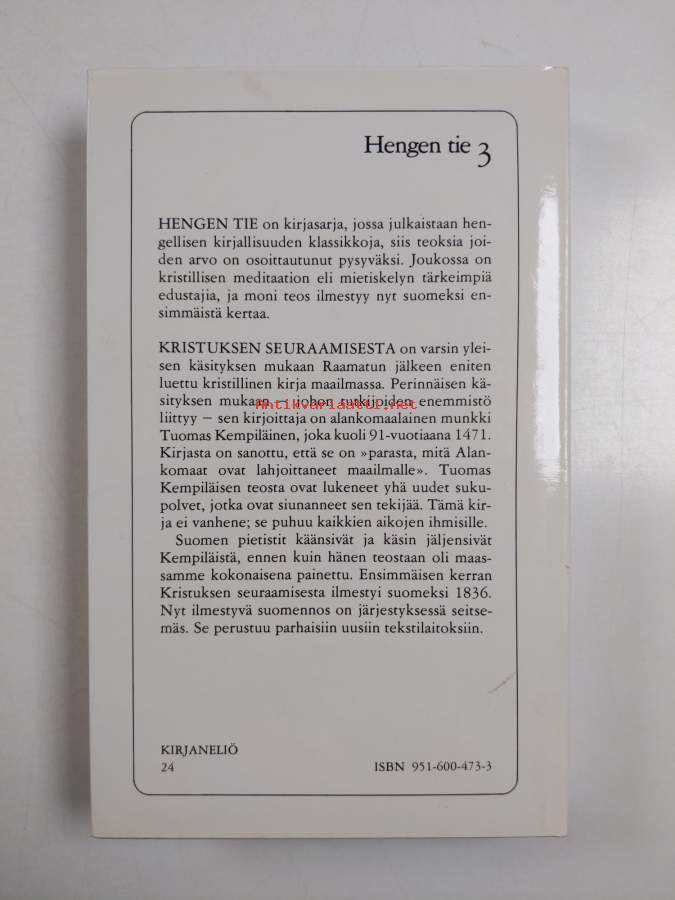 Hengen tie 3
HENGEN TIE on kirjasarja, jossa julkaistaan hen-
gellisen kirjallisuuden klassikkoja, siis teoksia joi-
den arvo on osoittautunut pysyväksi. Joukossa on
kristillisen meditaation eli mietiskelyn tärkeimpiä
edustajia, ja moni teos ilmestyy nyt suomeksi en-
simmäistä kertaa.
KRISTUKSEN SEURAAMISESTA on varsin ylei-
sen käsityksen mukaan Raamatun jälkeen eniten
luettu kristillinen kirja maailmassa. Perinnäisen kä-
sityksen mukaan – johon tutkijoiden enemmistö
Antikvariaatti.net
liittyy – sen kirjoittaja on alankomaalainen munkki
Tuomas Kempiläinen, joka kuoli 91-vuotiaana 1471.
Kirjasta on sanottu, että se on »parasta, mitä Alan-
komaat ovat lahjoittaneet maailmalle». Tuomas
Kempiläisen teosta ovat lukeneet yhä uudet suku-
polvet, jotka ovat siunanneet sen tekijää. Tämä kir-
ja ei vanhene; se puhuu kaikkien aikojen ihmisille.
Suomen pietistit käänsivät ja käsin jäljensivät
Kempiläistä, ennen kuin hänen teostaan oli maas-
samme kokonaisena painettu. Ensimmäisen kerran
Kristuksen seuraamisesta ilmestyi suomeksi 1836.
Nyt ilmestyvä suomennos on järjestyksessä seitse-
mäs. Se perustuu parhaisiin uusiin tekstilaitoksiin.
KIRJANELIÖ
24 ISBN 951-600-473-3